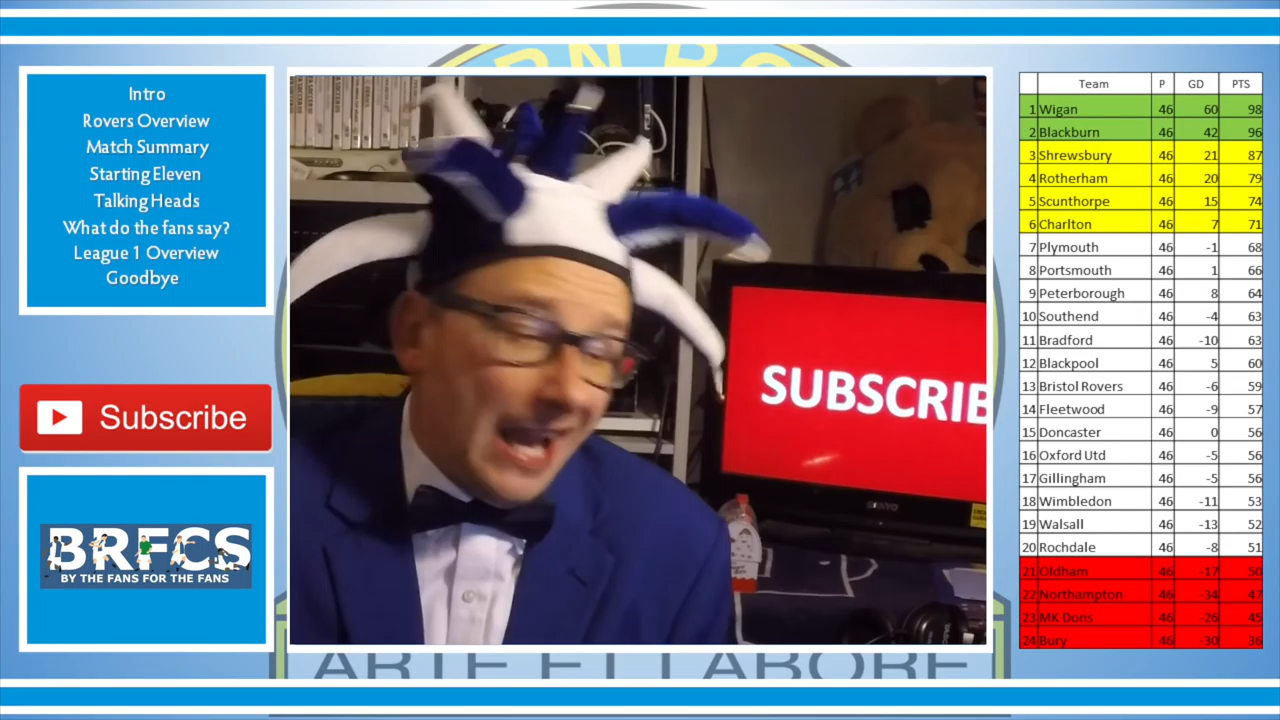 RN RO
Intro
Rovers Overview
Match Summary
Starting Eleven
Talking Heads
What do the fans say?
League 1 Overview
Goodbye
Subscribe
BRFCS
BY THE FANS FOR THE FANS
SUBSCRIB
SANYO
ARTE ET LABORE
Team P GD PTS
1 Wigan 46 60 98
2 Blackburn 46 42 96
3 Shrewsbury 46 21 87
4 Rotherham 46 20 79
5 Scunthorpe 46 15 74
6 Charlton 46 7 71
7 Plymouth 46 -1 68
8 Portsmouth 46 1 66
9 Peterborough 46 8 64
10 Southend 46 -4 63
11 Bradford 46 -10 63
12 Blackpool 46 5 60
13 Bristol Rovers 46 -6 59
14 Fleetwood 46 -9 57
15 Doncaster 46 0 56
16 Oxford Utd 46 -5 56
17 Gillingham 46 -5 56
18 Wimbledon 46 -11 53
19 Walsall 46 -13 52
20 Rochdale 46 -8 51
21 Oldham 46 -17 50
22 Northampton 46 -34 47
23 MK Dons 46 -26 45
24 Bury 46 -30 36